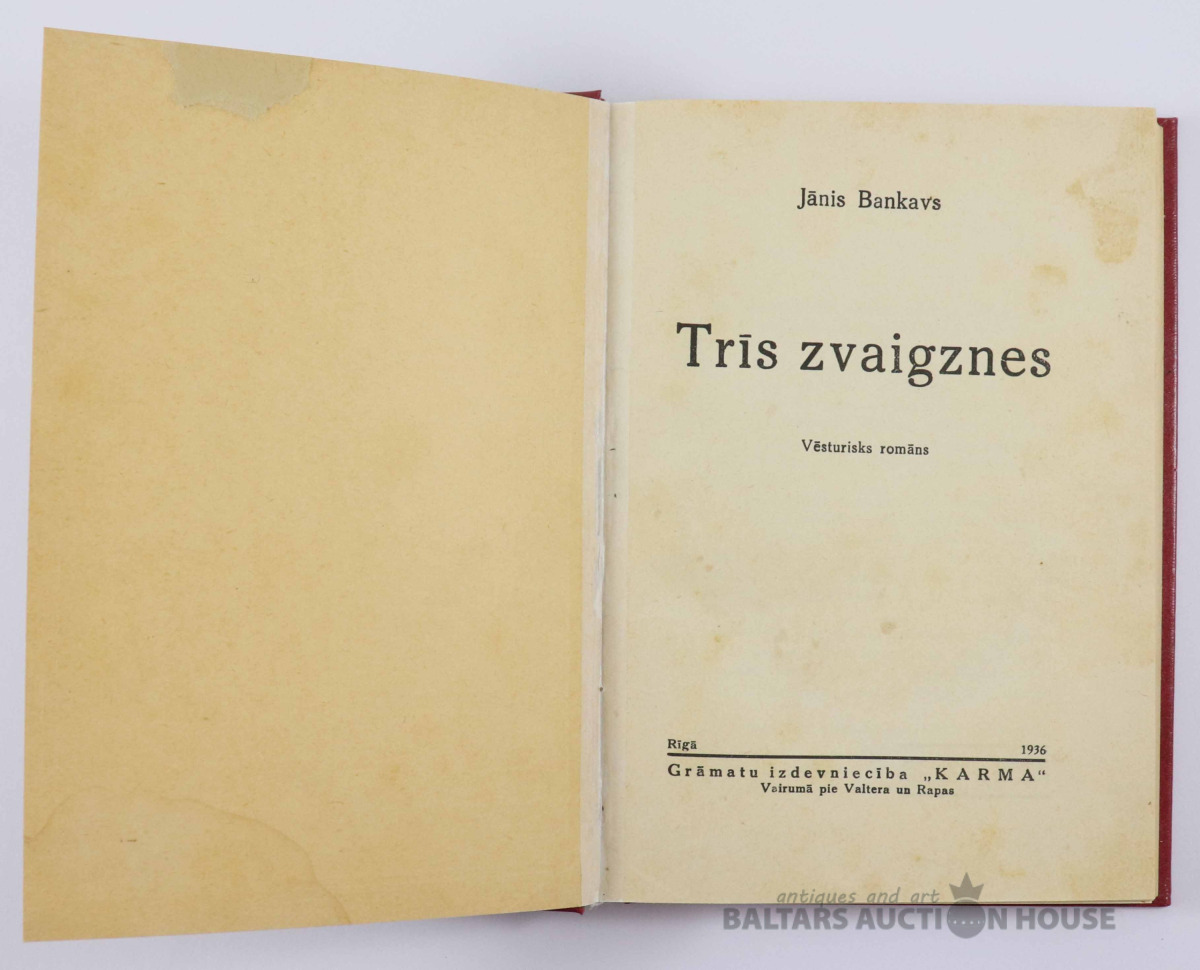 Jānis Bankavs
Trīs zvaigznes
Vēsturisks romāns
Rīgā 1936
Grāmatu izdevniecība „KARMA“
Vairumā pie Valtera un Rapas
antiques and art
BALTARS AUCTION HOUSE